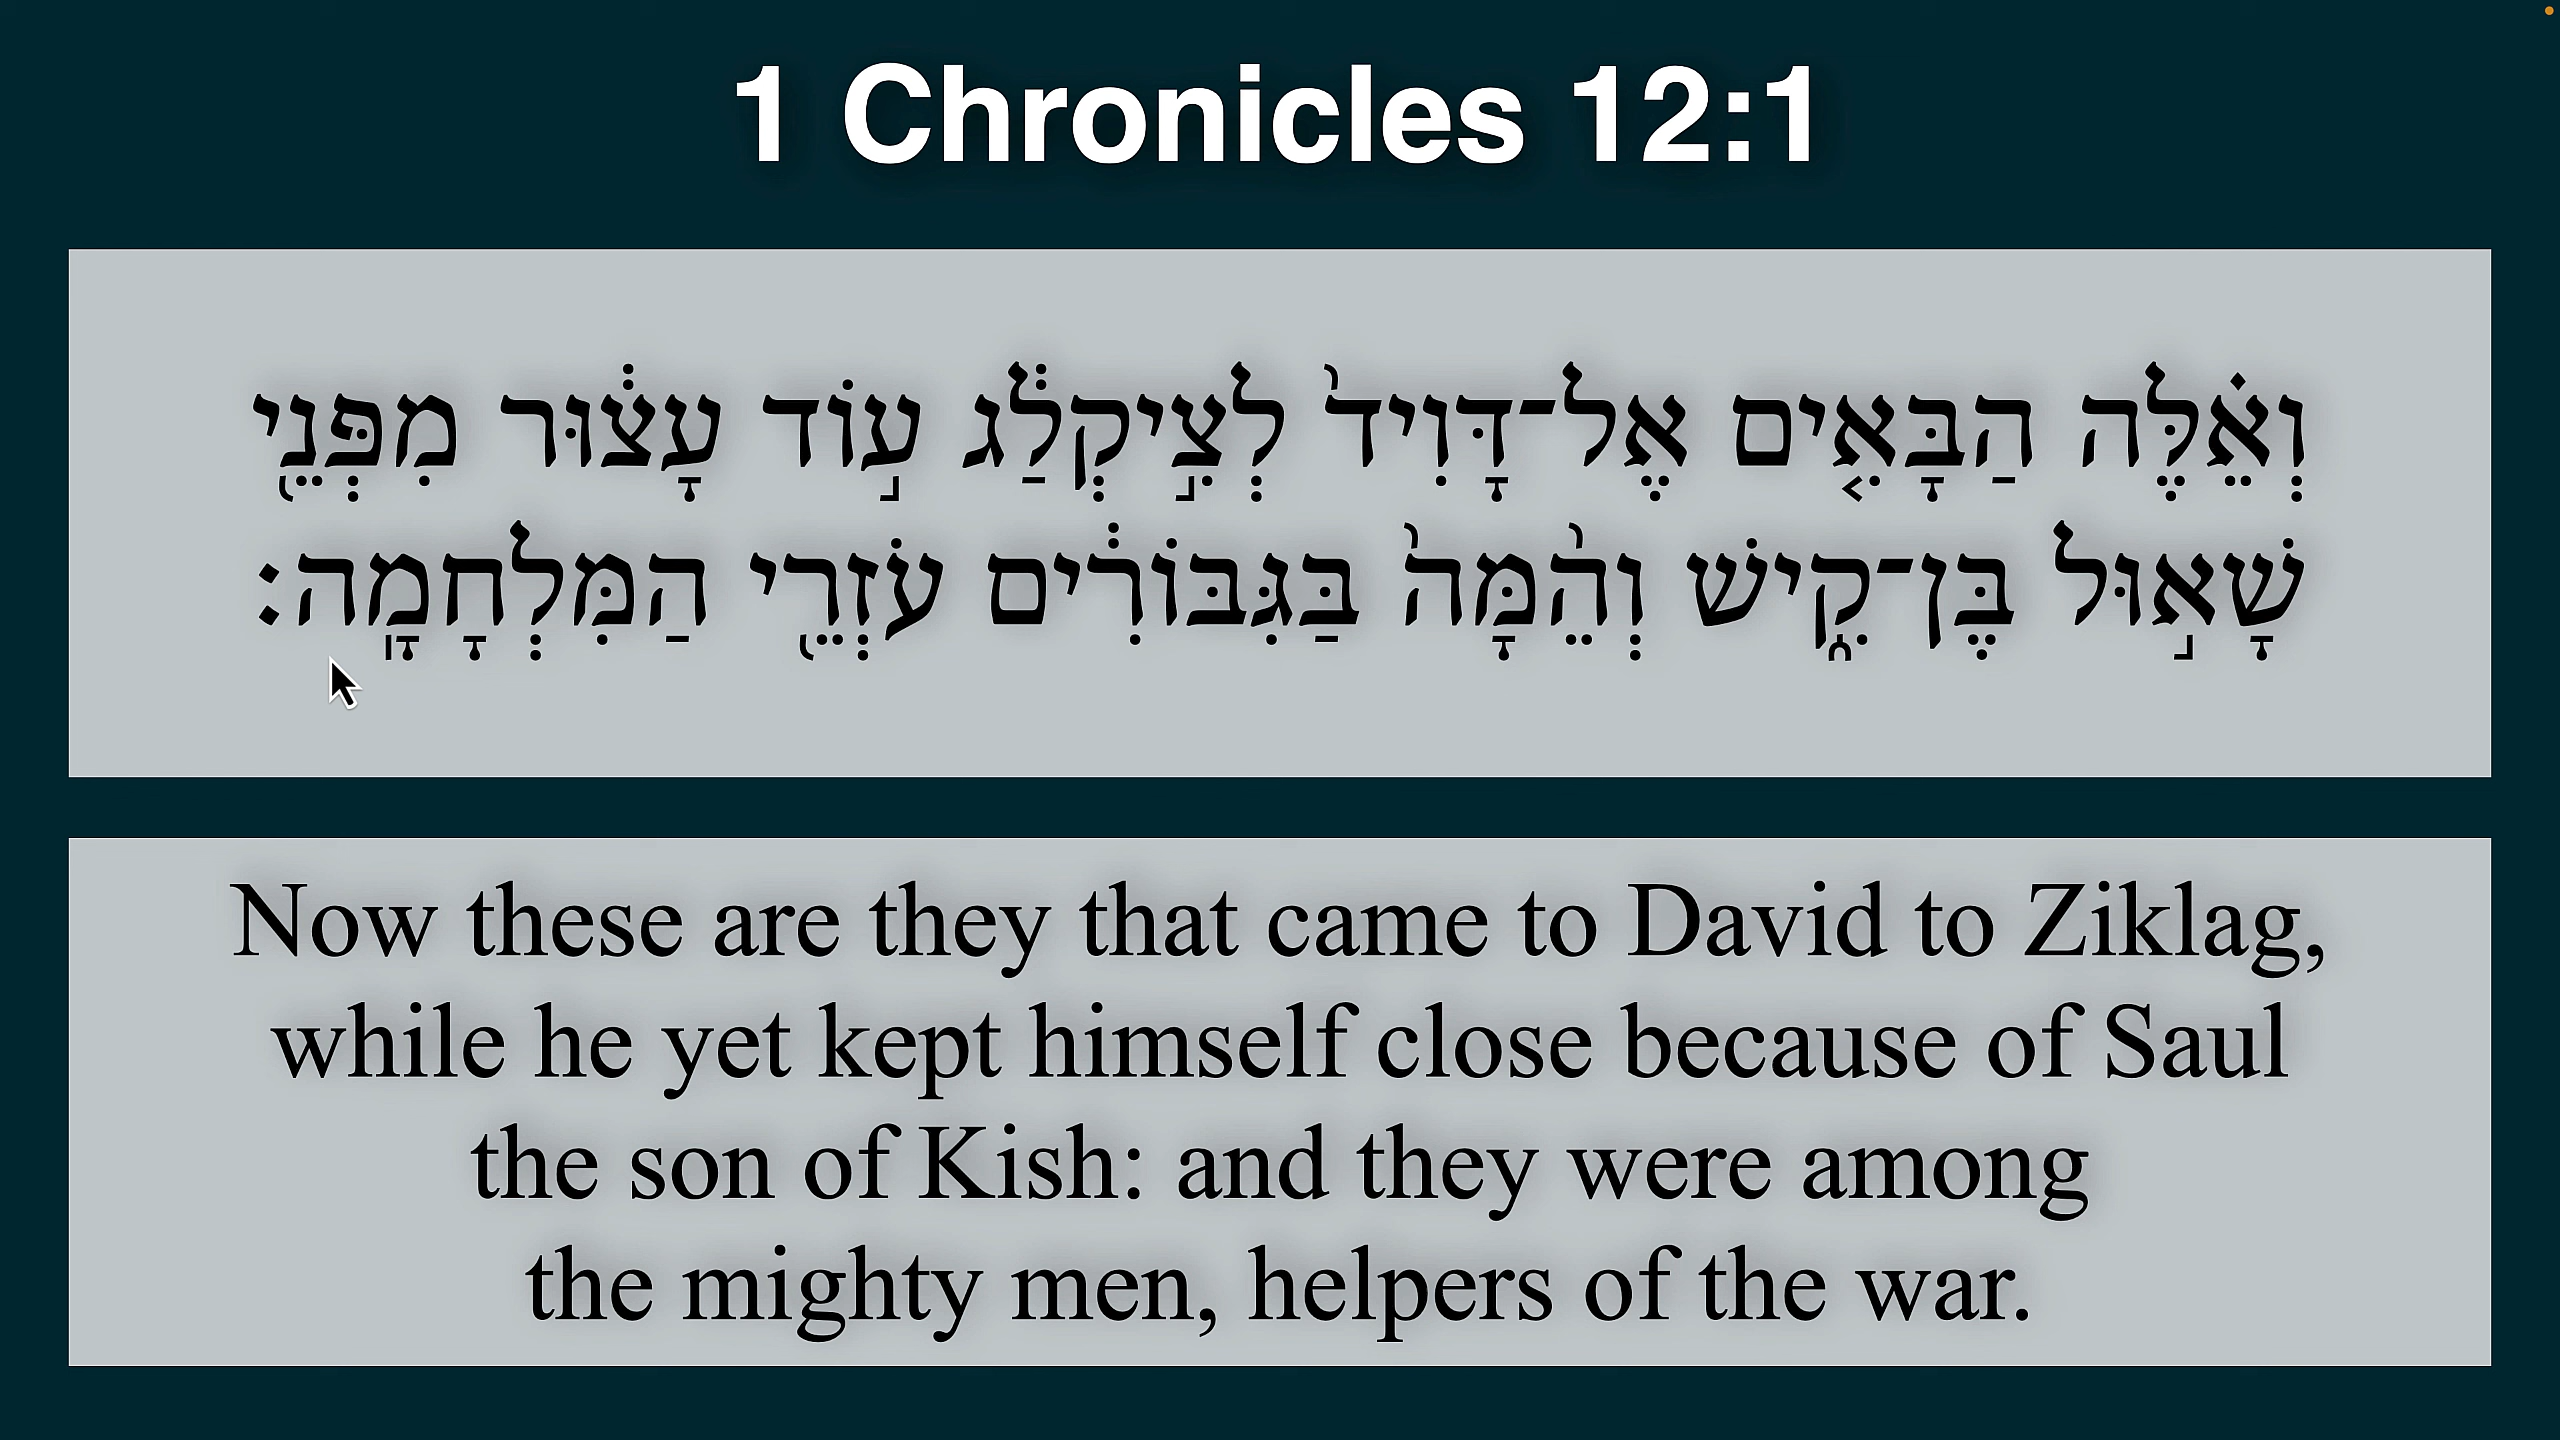 1 Chronicles 12:1
וְאֵ֗לֶּה הַבָּאִ֤ים אֶל־דָּוִיד֙ לְצִ֣יקְלַ֔ג ע֣וֹד עָצ֔וּר מִפְּנֵ֖י
שָׁא֣וּל בֶּן־קִ֑ישׁ וְהֵ֙מָּה֙ בַּגִּבּוֹרִ֔ים עֹזְרֵ֖י הַמִּלְחָמָֽה׃
Now these are they that came to David to Ziklag,
while he yet kept himself close because of Saul
the son of Kish: and they were among
the mighty men, helpers of the war.